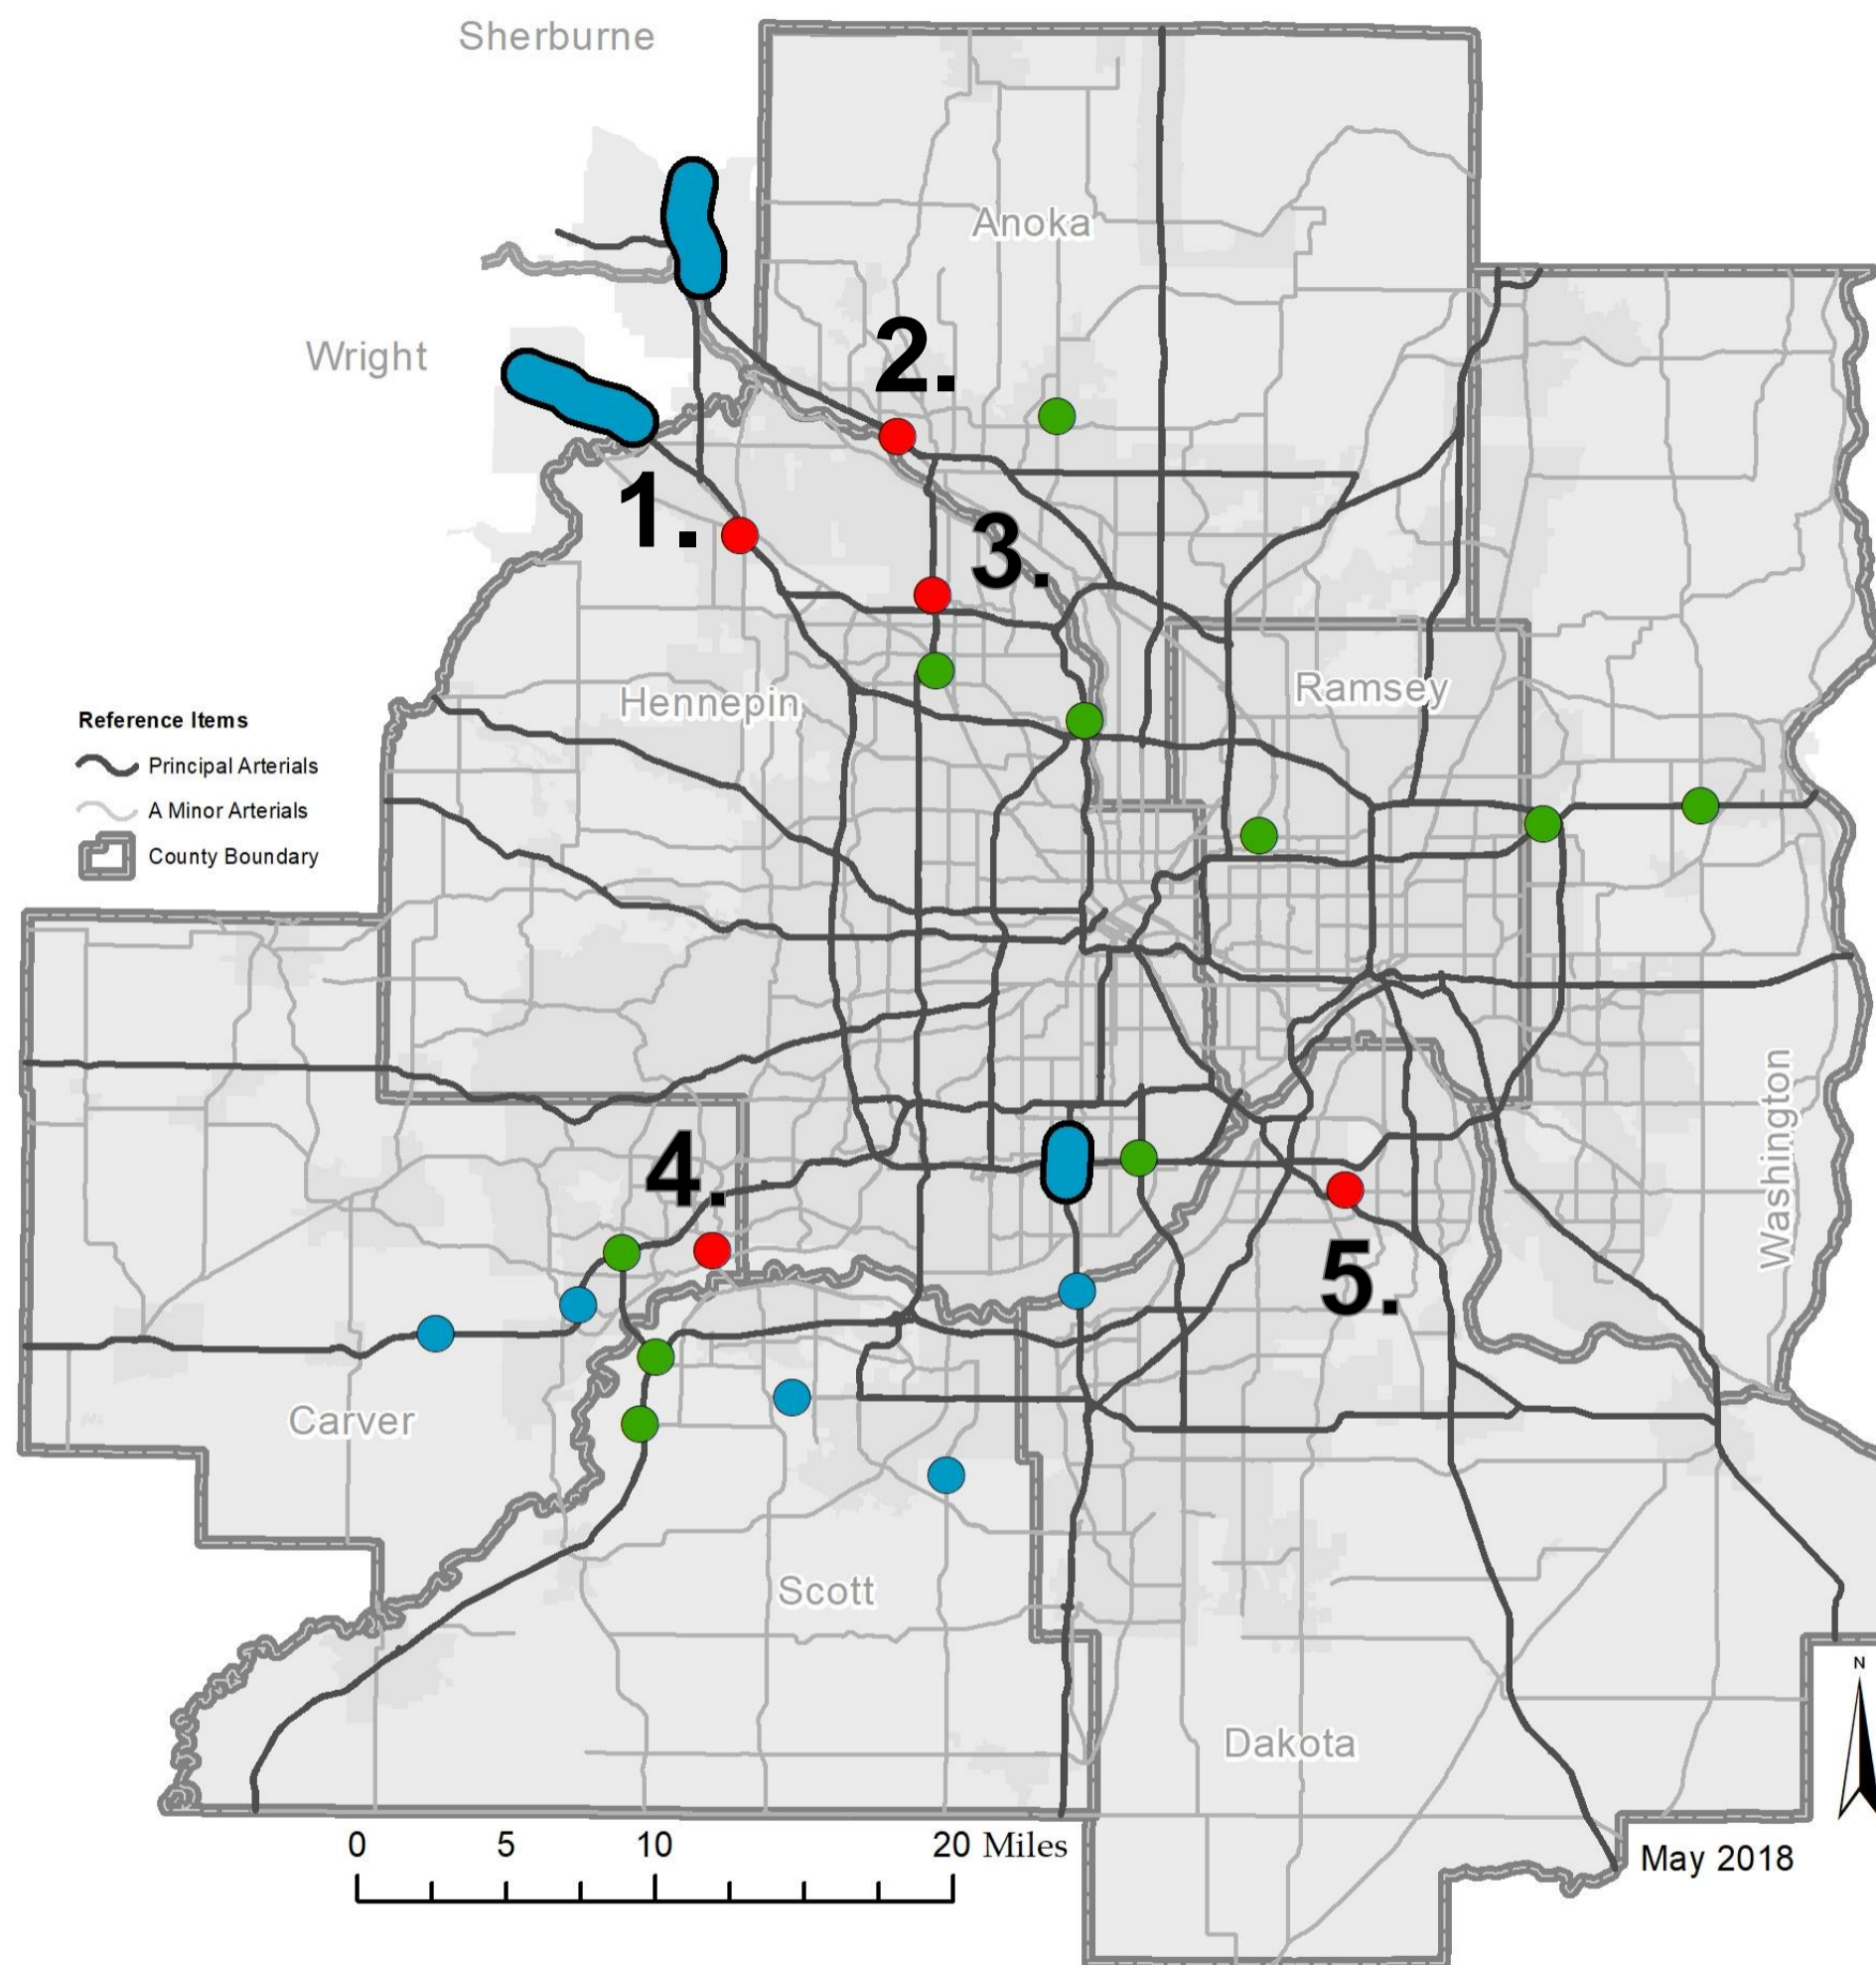 Sherburne
Anoka
Wright
2.
1.
3.
Hennepin
Ramsey
Reference Items
Principal Arterials
A Minor Arterials
County Boundary
Washington
4.
5.
Carver
Scott
Dakota
N
0 5 10 20 Miles
May 2018